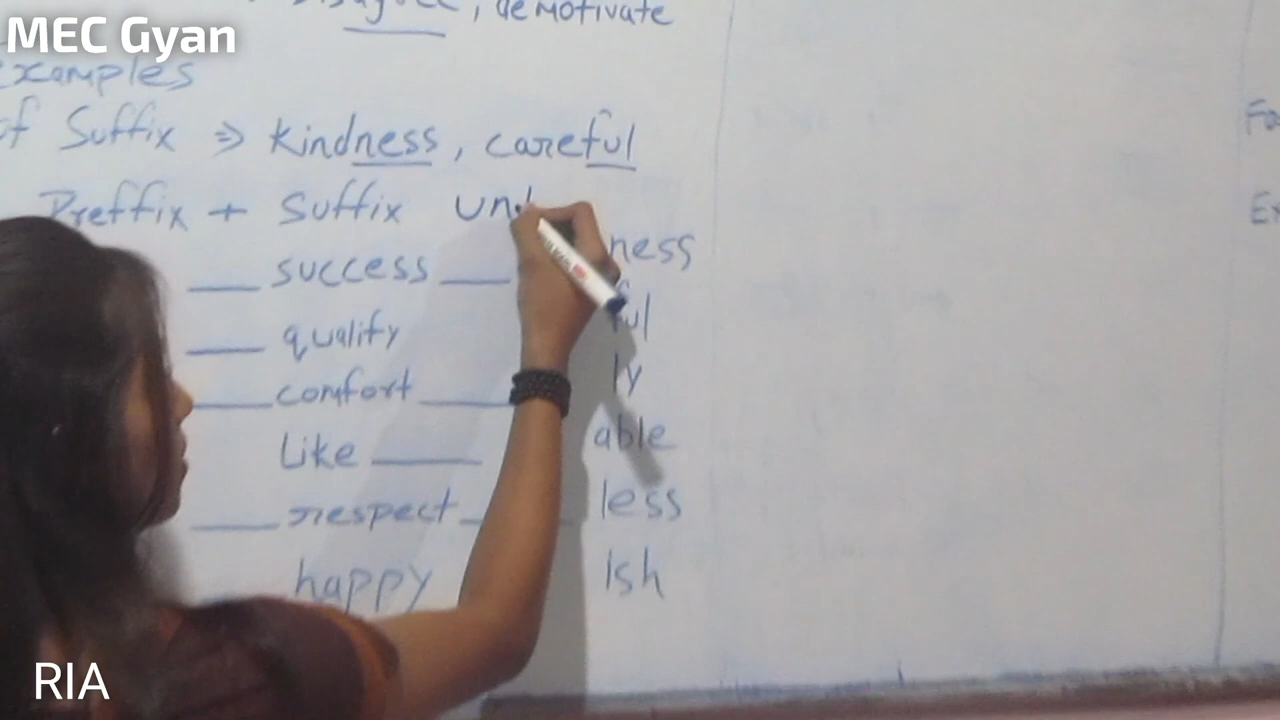 MEC Gyan
, demotivate
examples
of Suffix ⇒ kindness, careful
Preffix + Suffix un
ness
success
ful
qualify
ly
comfort
able
Like
less
respect
ish
happy
RIA